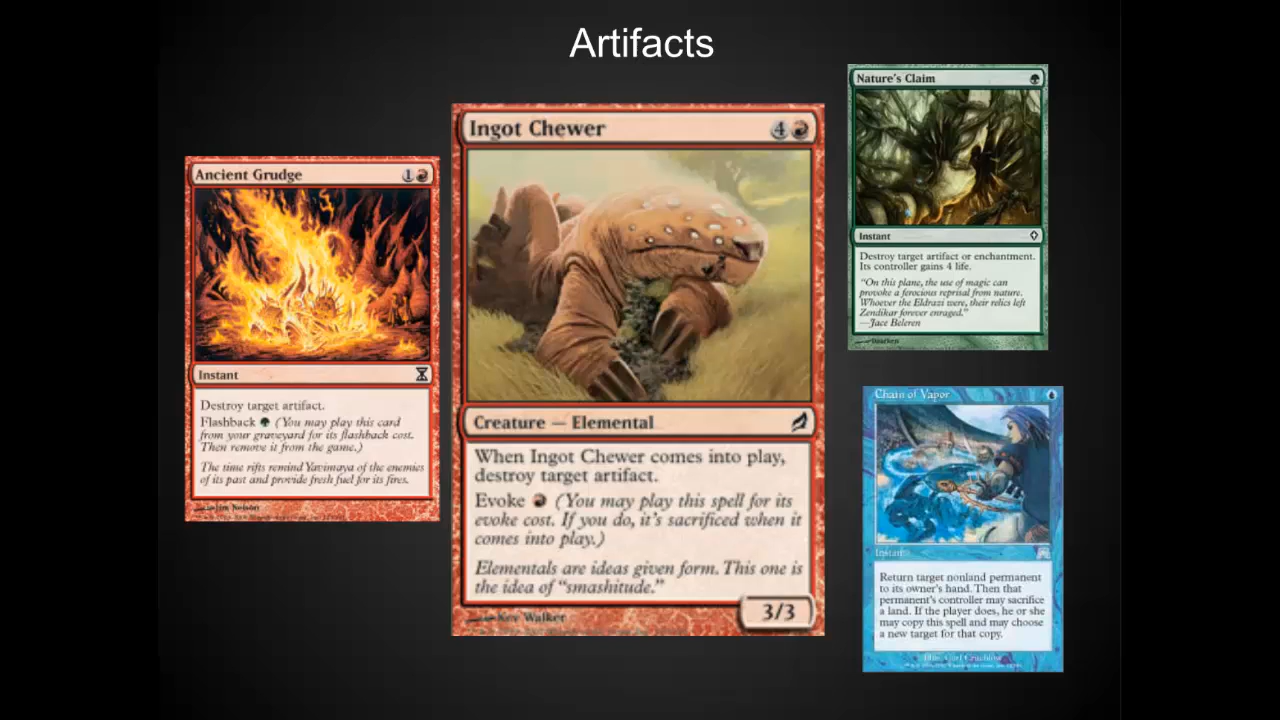 Artifacts
Ancient Grudge 1
Instant
Destroy target artifact.
Flashback (You may play this card
from your graveyard for its flashback cost.
Then remove it from the game.)
The time rifts remind Yavimaya of the enemies
of its past and provide fresh fuel for its fires.
Jim Nelson
Ingot Chewer 4
Creature — Elemental
When Ingot Chewer comes into play,
destroy target artifact.
Evoke (You may play this spell for its
evoke cost. If you do, it's sacrificed when it
comes into play.)
Elementals are ideas given form. This one is
the idea of "smashitude."
Kev Walker
3/3
Nature's Claim
Instant
Destroy target artifact or enchantment.
Its controller gains 4 life.
"On this plane, the use of magic can
provoke a ferocious reprisal from nature.
Whoever the Eldrazi were, their relics left
Zendikar forever enraged."
—Jace Beleren
Chain of Vapor
Instant
Return target nonland permanent
to its owner's hand. Then that
permanent's controller may sacrifice
a land. If the player does, he or she
may copy this spell and may choose
a new target for that copy.